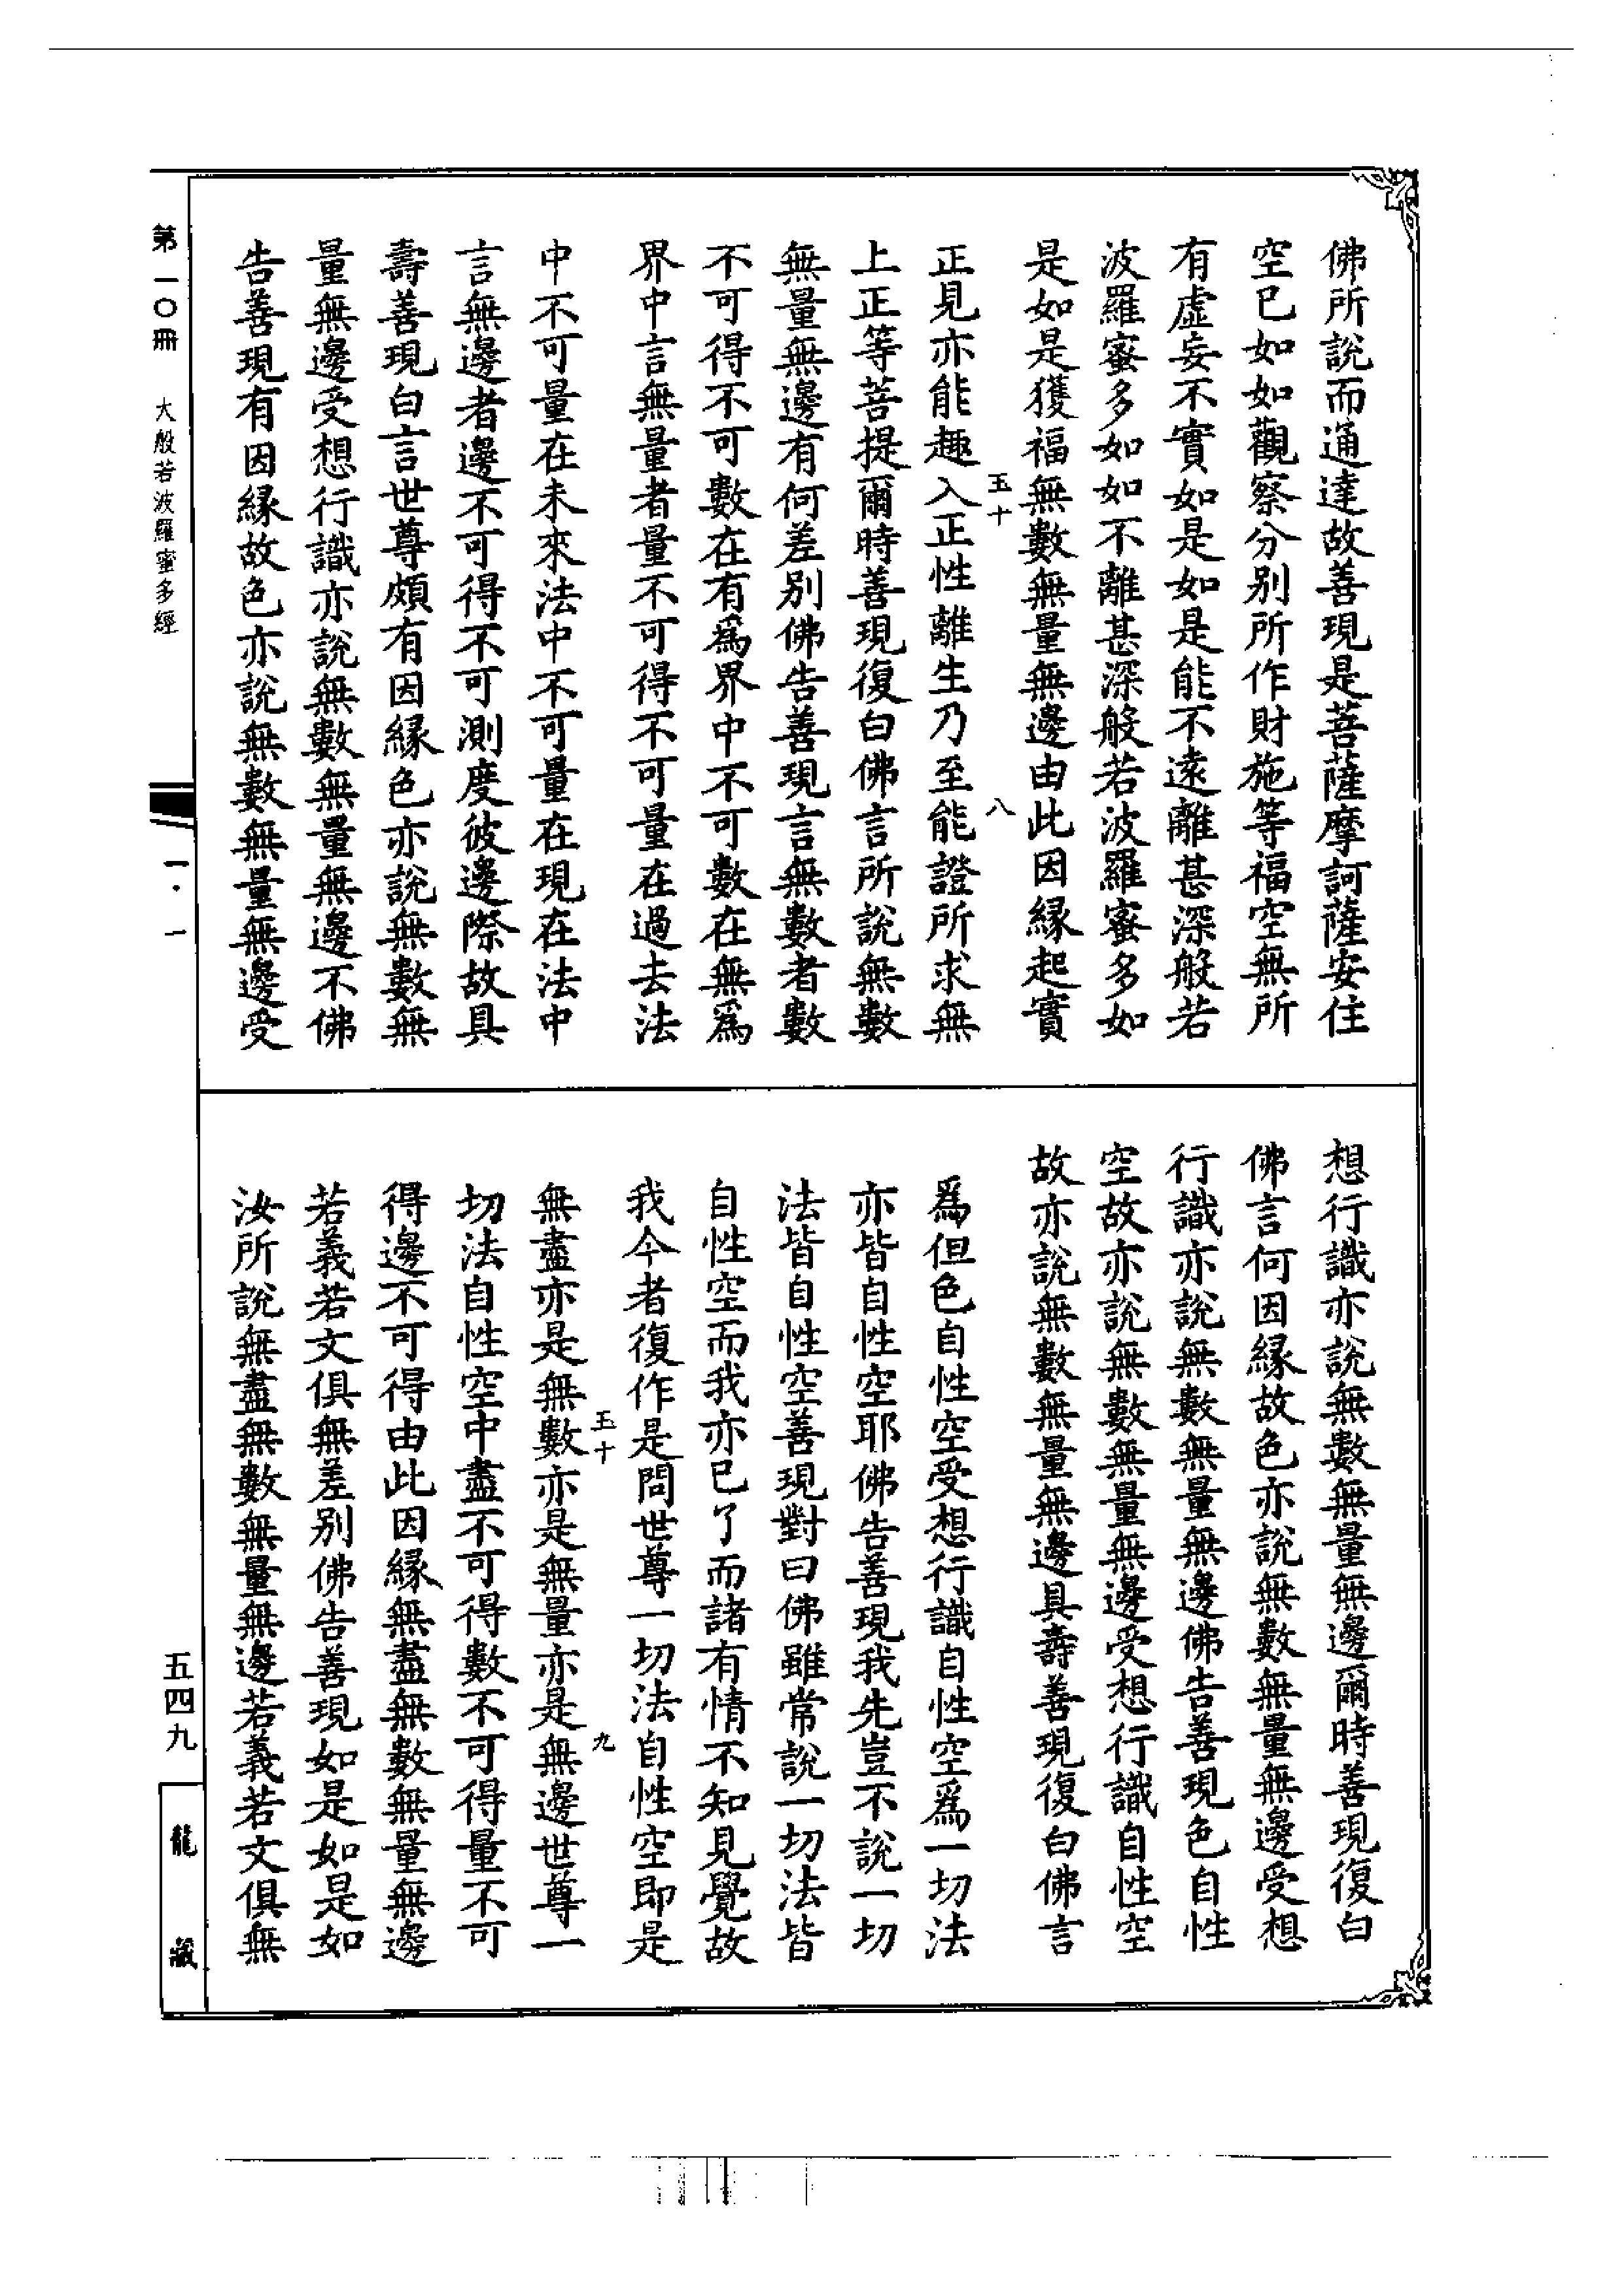 佛所說而通達故善現是菩薩摩訶薩安住
空已如如觀察分別所作財施等福空無所
有虛妄不實如是如是能不遠離甚深般若
波羅蜜多如如不離甚深般若波羅蜜多如
是如是獲福無數無量無邊由此因緣起實
玉十
八
正見亦能趣入正性離生乃至能證所求無
上正等菩提爾時善現復白佛言所說無數
無量無邊有何差別佛告善現言無數者數
不可得不可數在有為界中不可數在無為
界中言無量者量不可得不可量在過去法
中不可量在未來法中不可量在現在法中
言無邊者邊不可得不可測度彼邊際故具
壽善現白言世尊頗有因緣色亦說無數無
量無邊受想行識亦說無數無量無邊不佛
告善現有因緣故色亦說無數無量無邊受
想行識亦說無數無量無邊爾時善現復白
佛言何因緣故色亦說無數無量無邊受想
行識亦說無數無量無邊佛告善現色自性
空故亦說無數無量無邊受想行識自性空
故亦說無數無量無邊具壽善現復白佛言
為但色自性空受想行識自性空為一切法
亦皆自性空耶佛告善現我先豈不說一切
法皆自性空善現對曰佛雖常說一切法皆
自性空而我亦已了而諸有情不知見覺故
我今者復作是問世尊一切法自性空即是
玉十
九
無盡亦是無數亦是無量亦是無邊世尊一
切法自性空中盡不可得數不可得量不可
得邊不可得由此因緣無盡無數無量無邊
若義若文俱無差別佛告善現如是如是如
汝所說無盡無數無量無邊若義若文俱無
第一〇冊
大般若波羅蜜多經
一·一
五四九
龍藏